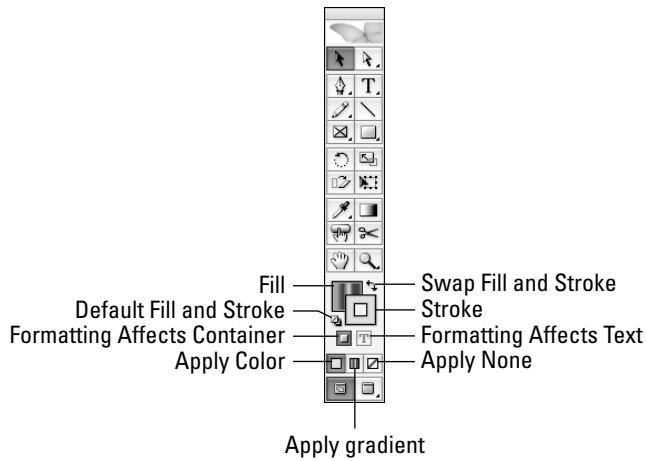 T
Fill
Swap Fill and Stroke
Default Fill and Stroke
Stroke
Formatting Affects Container
T
Formatting Affects Text
Apply Color
Apply None
Apply gradient